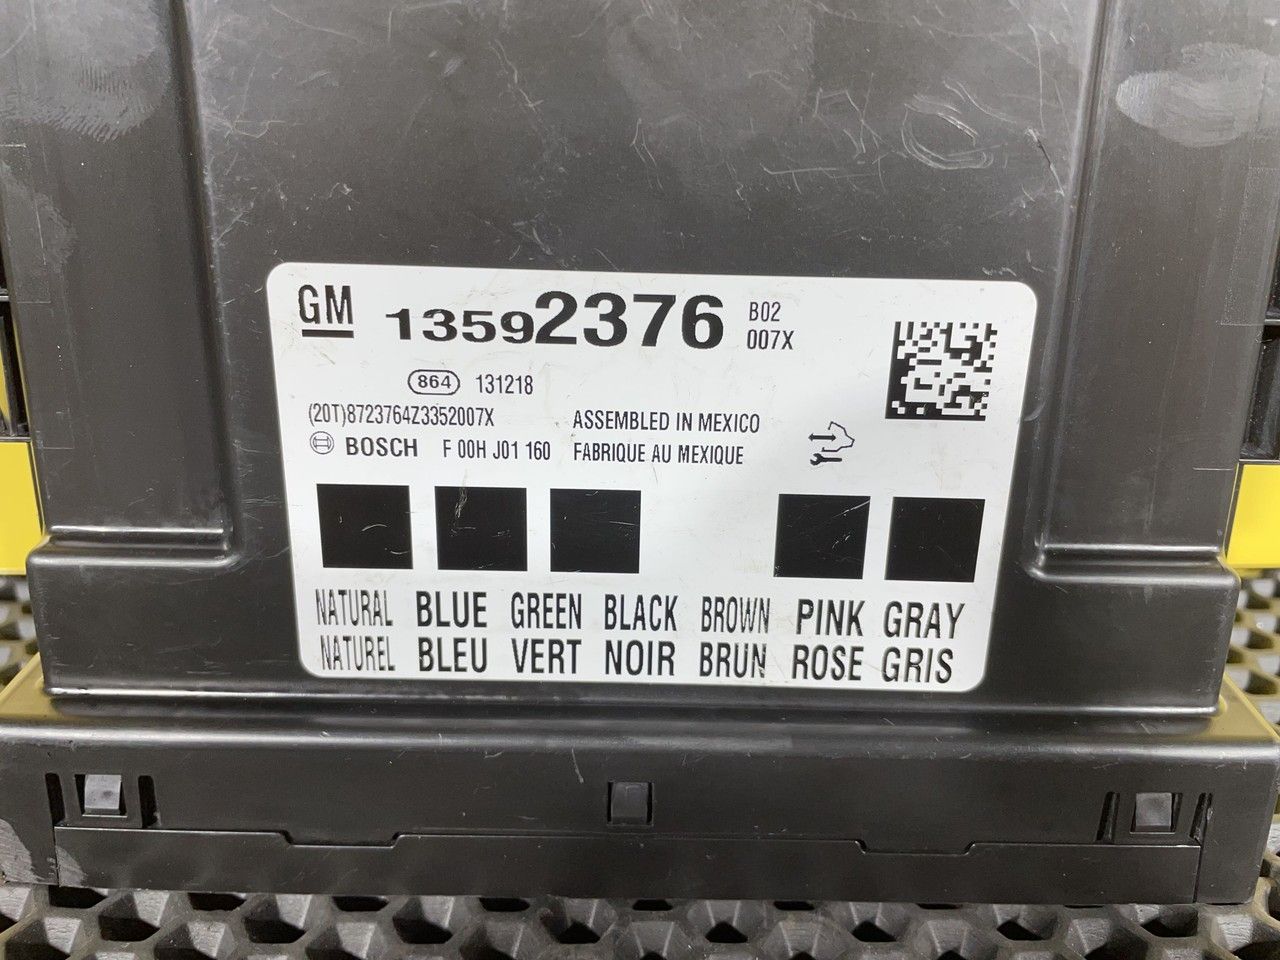 GM 13592376 B02
007X
864 131218
(20T)8723764Z3352007X ASSEMBLED IN MEXICO
BOSCH F 00H J01 160 FABRIQUE AU MEXIQUE
NATURAL BLUE GREEN BLACK BROWN PINK GRAY
NATUREL BLEU VERT NOIR BRUN ROSE GRIS